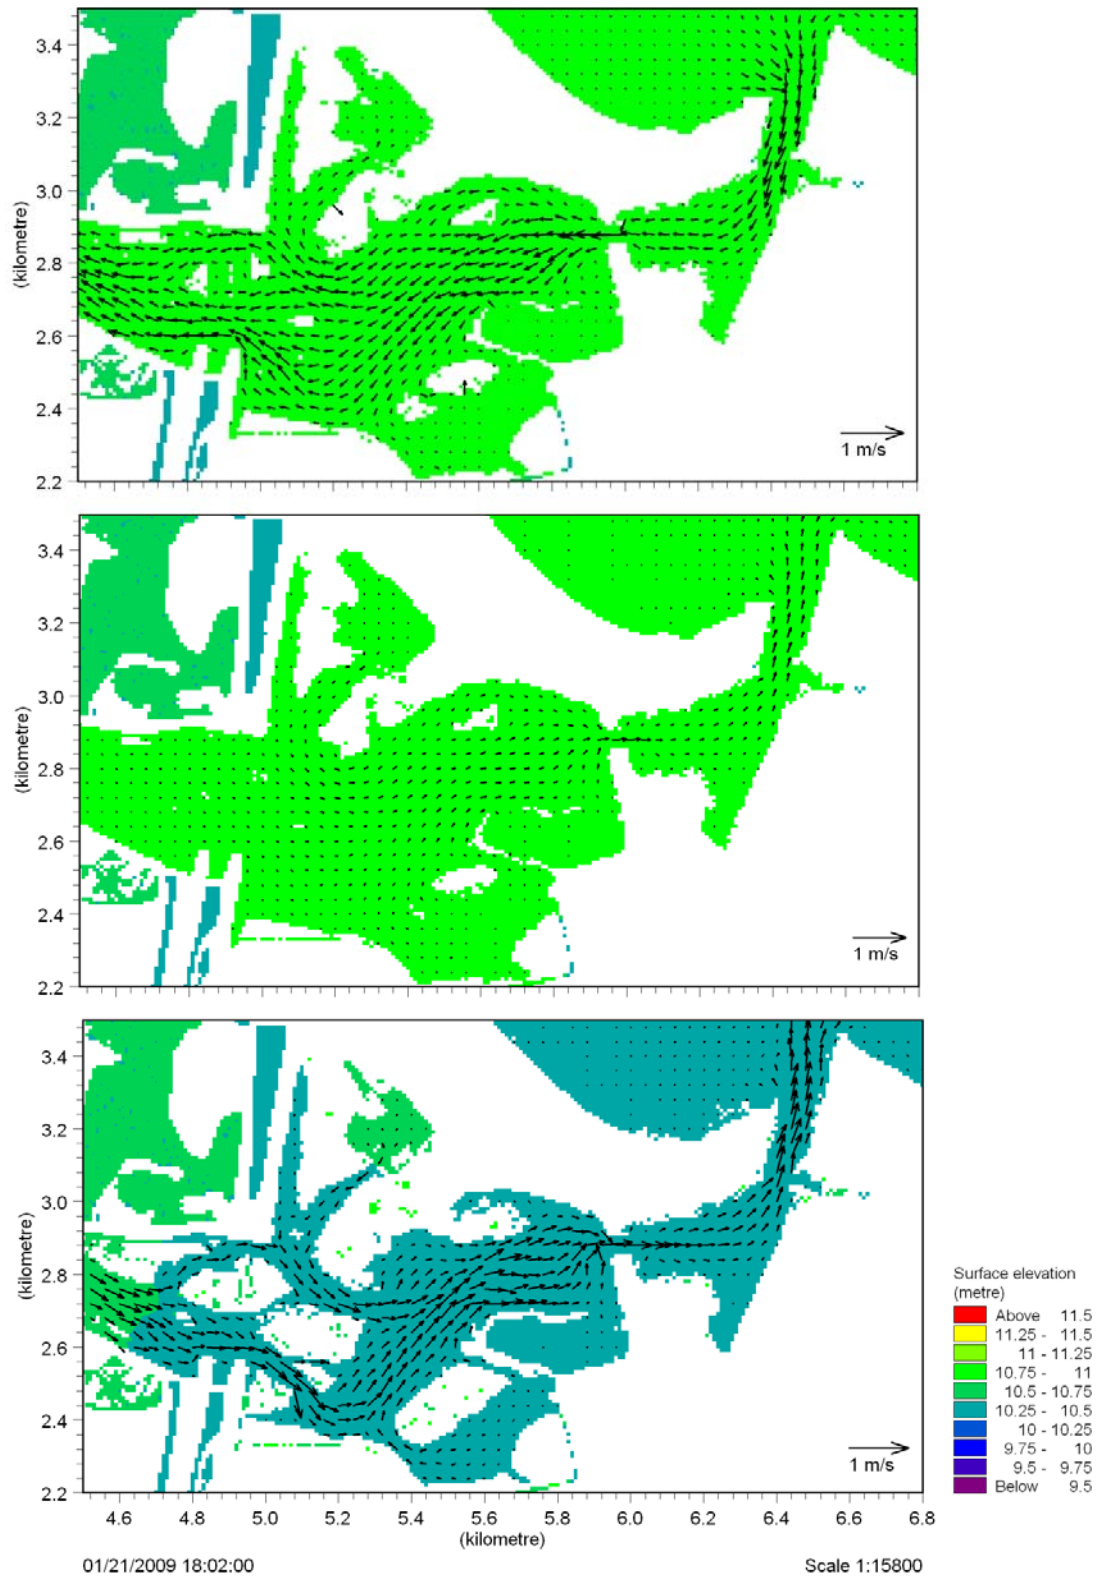 3.4
3.2
3.0
2.8
2.6
2.4
2.2
(kilometre)
1 m/s
3.4
3.2
3.0
2.8
2.6
2.4
2.2
(kilometre)
1 m/s
3.4
3.2
3.0
2.8
2.6
2.4
2.2
(kilometre)
1 m/s
4.6 4.8 5.0 5.2 5.4 5.6 5.8 6.0 6.2 6.4 6.6 6.8
(kilometre)
01/21/2009 18:02:00 Scale 1:15800
Surface elevation
(metre)
Above 11.5
11.25 - 11.5
11 - 11.25
10.75 - 11
10.5 - 10.75
10.25 - 10.5
10 - 10.25
9.75 - 10
9.5 - 9.75
Below 9.5